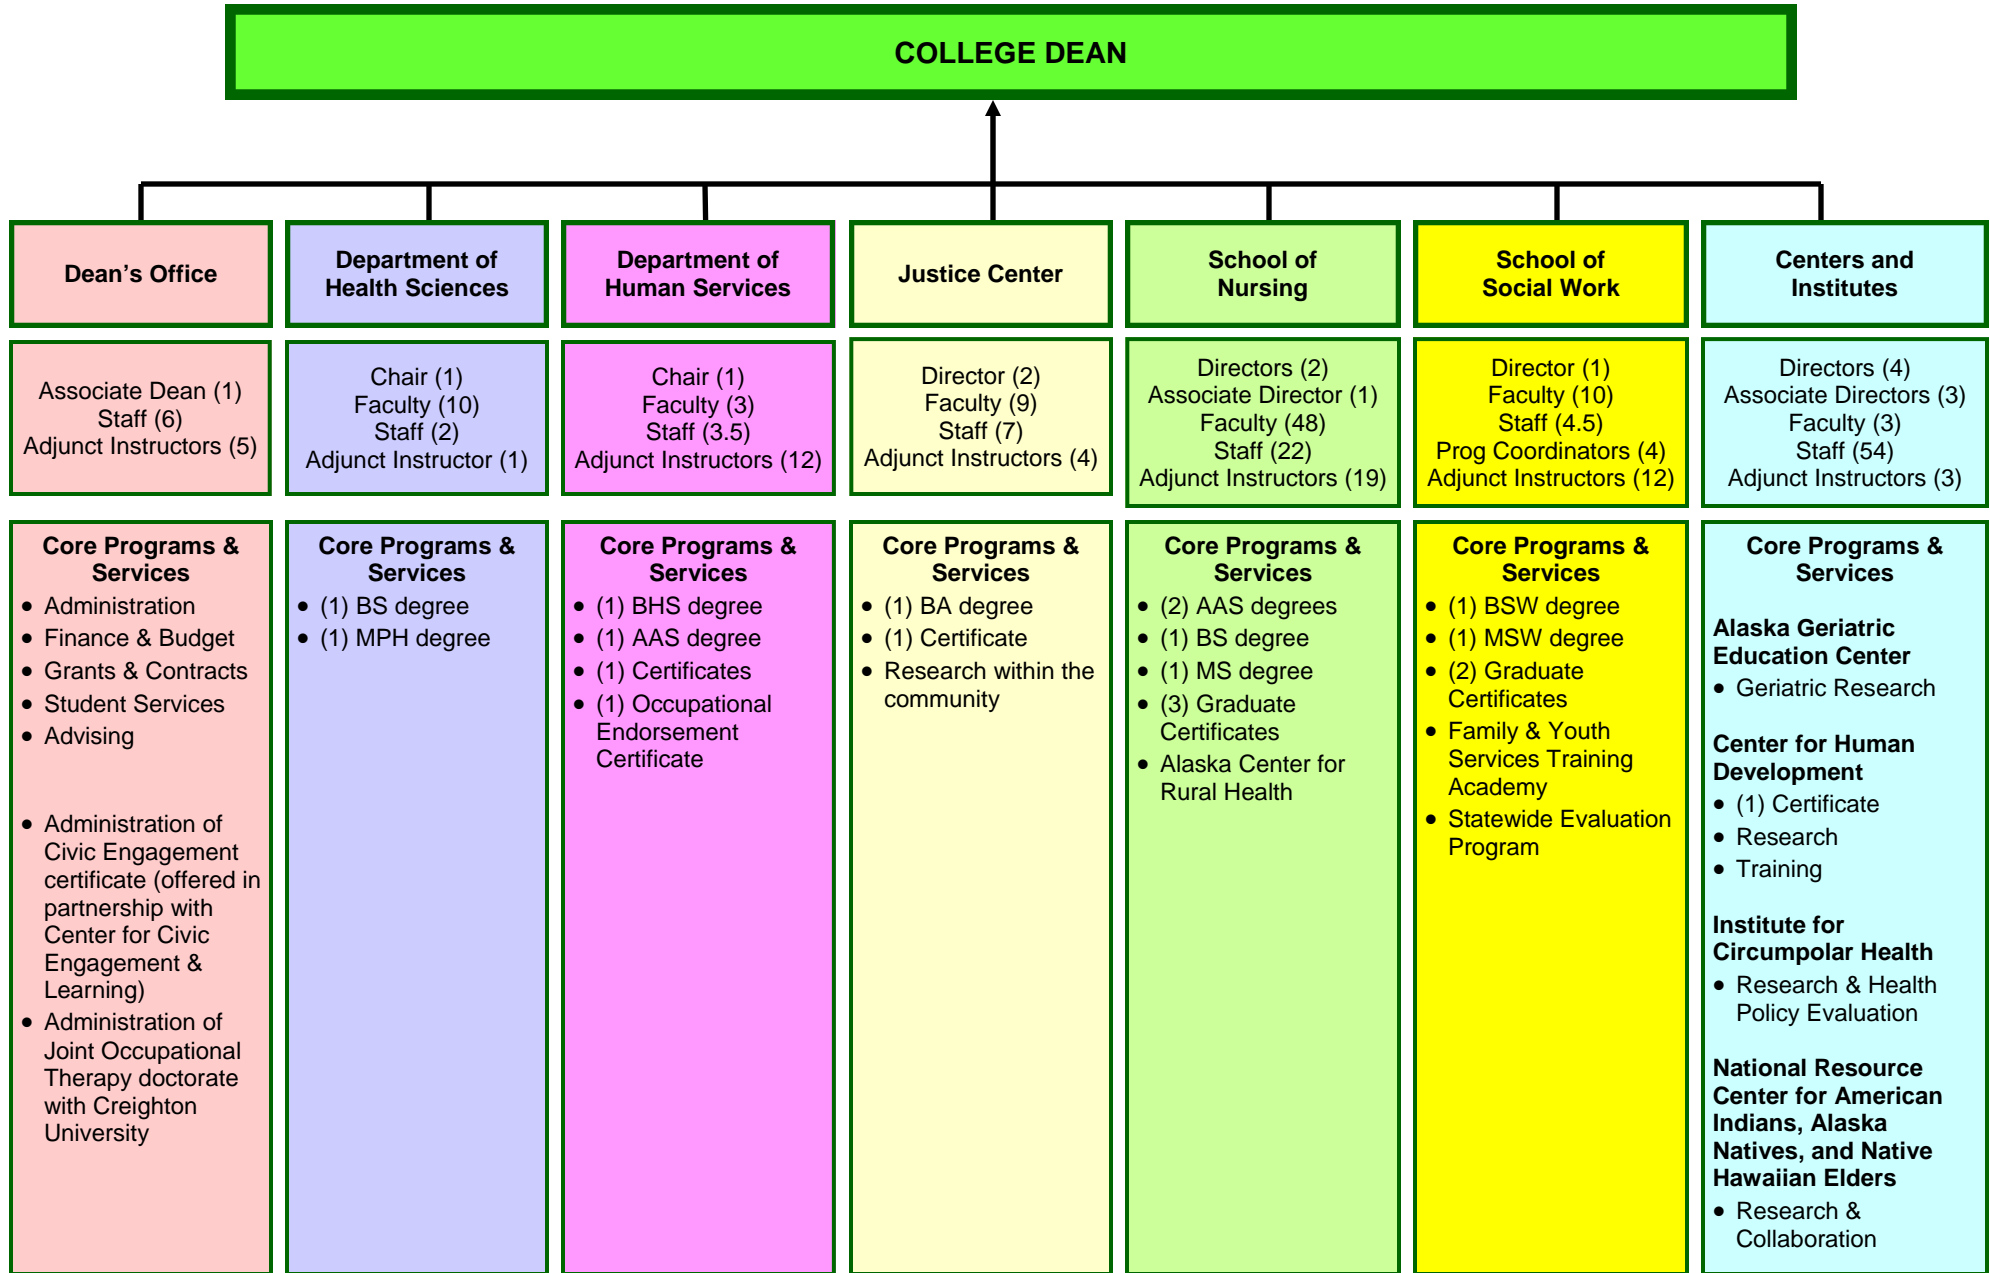 COLLEGE DEAN
Dean’s Office
Associate Dean (1)
Staff (6)
Adjunct Instructors (5)
Core Programs &
Services
• Administration
• Finance & Budget
• Grants & Contracts
• Student Services
• Advising
• Administration of
Civic Engagement
certificate (offered in
partnership with
Center for Civic
Engagement &
Learning)
• Administration of
Joint Occupational
Therapy doctorate
with Creighton
University
Department of
Health Sciences
Chair (1)
Faculty (10)
Staff (2)
Adjunct Instructor (1)
Core Programs &
Services
• (1) BS degree
• (1) MPH degree
Department of
Human Services
Chair (1)
Faculty (3)
Staff (3.5)
Adjunct Instructors (12)
Core Programs &
Services
• (1) BHS degree
• (1) AAS degree
• (1) Certificates
• (1) Occupational
Endorsement
Certificate
Justice Center
Director (2)
Faculty (9)
Staff (7)
Adjunct Instructors (4)
Core Programs &
Services
• (1) BA degree
• (1) Certificate
• Research within the
community
School of
Nursing
Directors (2)
Associate Director (1)
Faculty (48)
Staff (22)
Adjunct Instructors (19)
Core Programs &
Services
• (2) AAS degrees
• (1) BS degree
• (1) MS degree
• (3) Graduate
Certificates
• Alaska Center for
Rural Health
School of
Social Work
Director (1)
Faculty (10)
Staff (4.5)
Prog Coordinators (4)
Adjunct Instructors (12)
Core Programs &
Services
• (1) BSW degree
• (1) MSW degree
• (2) Graduate
Certificates
• Family & Youth
Services Training
Academy
• Statewide Evaluation
Program
Centers and
Institutes
Directors (4)
Associate Directors (3)
Faculty (3)
Staff (54)
Adjunct Instructors (3)
Core Programs &
Services
Alaska Geriatric
Education Center
• Geriatric Research
Center for Human
Development
• (1) Certificate
• Research
• Training
Institute for
Circumpolar Health
• Research & Health
Policy Evaluation
National Resource
Center for American
Indians, Alaska
Natives, and Native
Hawaiian Elders
• Research &
Collaboration